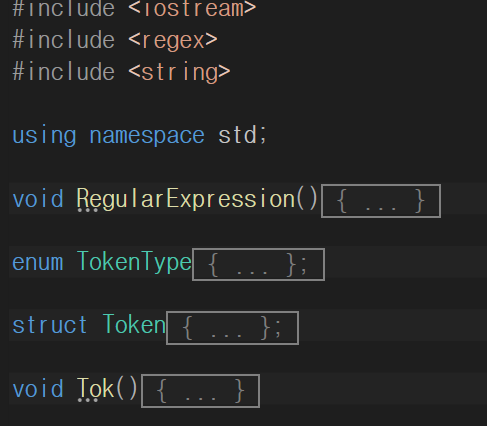 #include <iostream>
#include <regex>
#include <string>
using namespace std;
void RegularExpression(){ ... }
enum TokenType{ ... };
struct Token{ ... };
void Tok(){ ... }